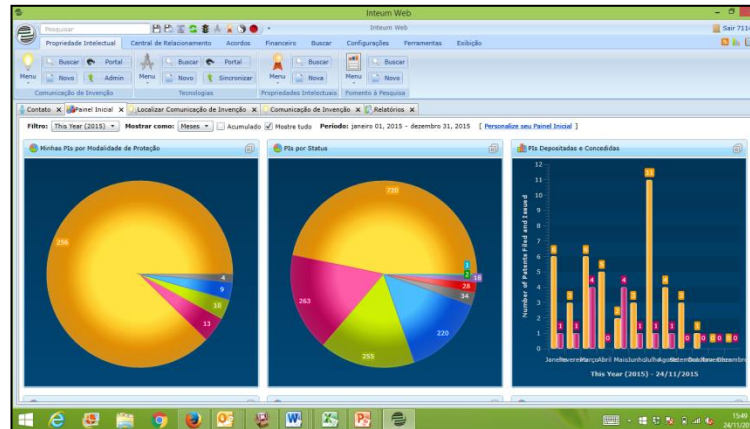 Inteum Web
Pesquisar
Inteum Web
Propriedade Intelectual Central de Relacionamento Acordos Financeiro Buscar Configurações Ferramentas Exibição
Menu Buscar Portal Novo Admin
Comunicação de Invenção
Menu Buscar Portal Novo Sincronizar
Tecnologias
Menu Buscar Novo
Propriedades Intelectuais
Menu Buscar
Fomento à Pesquisa
Contato x Painel Inicial x Localizar Comunicação de Invenção x Comunicação de Invenção x Relatórios x
Filtro: This Year (2015) Mostrar como: Meses Acumulado Mostre tudo Período: janeiro 01, 2015 - dezembro 31, 2015 [ Personalize seu Painel Inicial ]
Minhas PIs por Modalidade de Proteção
256
4
9
10
13
PIs por Status
720
3
2
18
28
34
220
255
263
PIs Depositadas e Concedidas
Number of Patents Filed and Issued
12
11
10
9
8
7
6
5
4
3
2
1
0
6 1 3 1 6 4 5 0 2 4 3 1 11 1 4 1 3 0 1 0 0 0 0 0
This Year (2015) - 24/11/2015
15:49